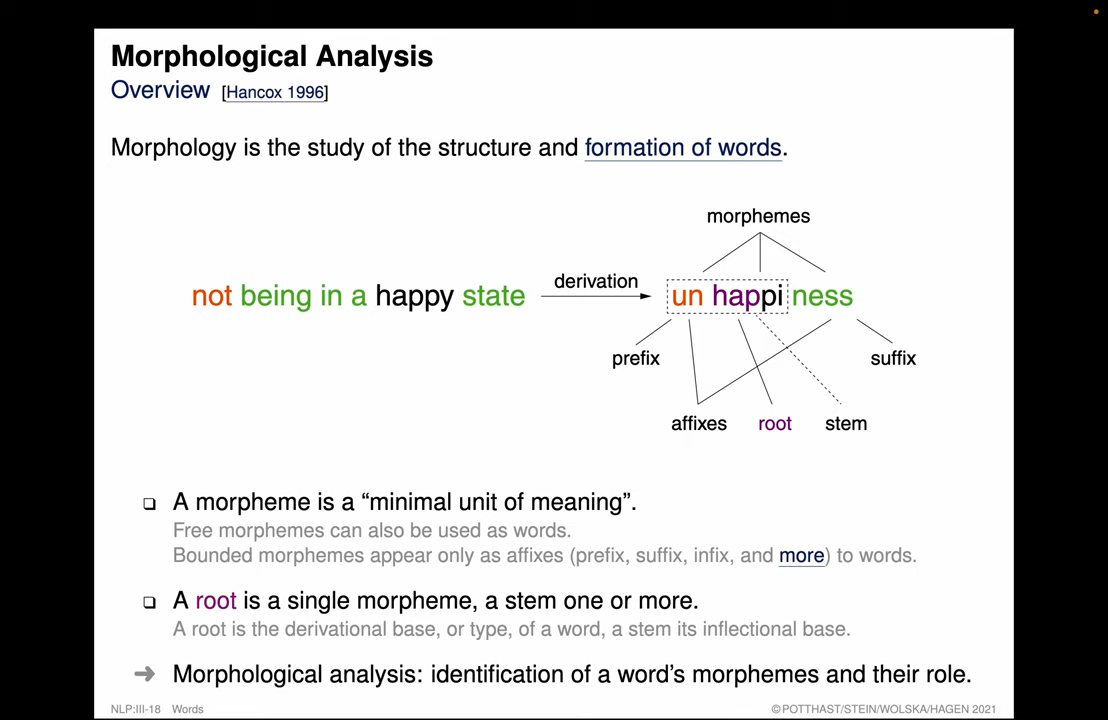 Morphological Analysis
Overview [Hancox 1996]
Morphology is the study of the structure and formation of words.
morphemes
not being in a happy state derivation un happi ness
prefix suffix
affixes root stem
❏ A morpheme is a “minimal unit of meaning”.
Free morphemes can also be used as words.
Bounded morphemes appear only as affixes (prefix, suffix, infix, and more) to words.
❏ A root is a single morpheme, a stem one or more.
A root is the derivational base, or type, of a word, a stem its inflectional base.
➜ Morphological analysis: identification of a word’s morphemes and their role.
NLP:III-18 Words ©POTTHAST/STEIN/WOLSKA/HAGEN 2021